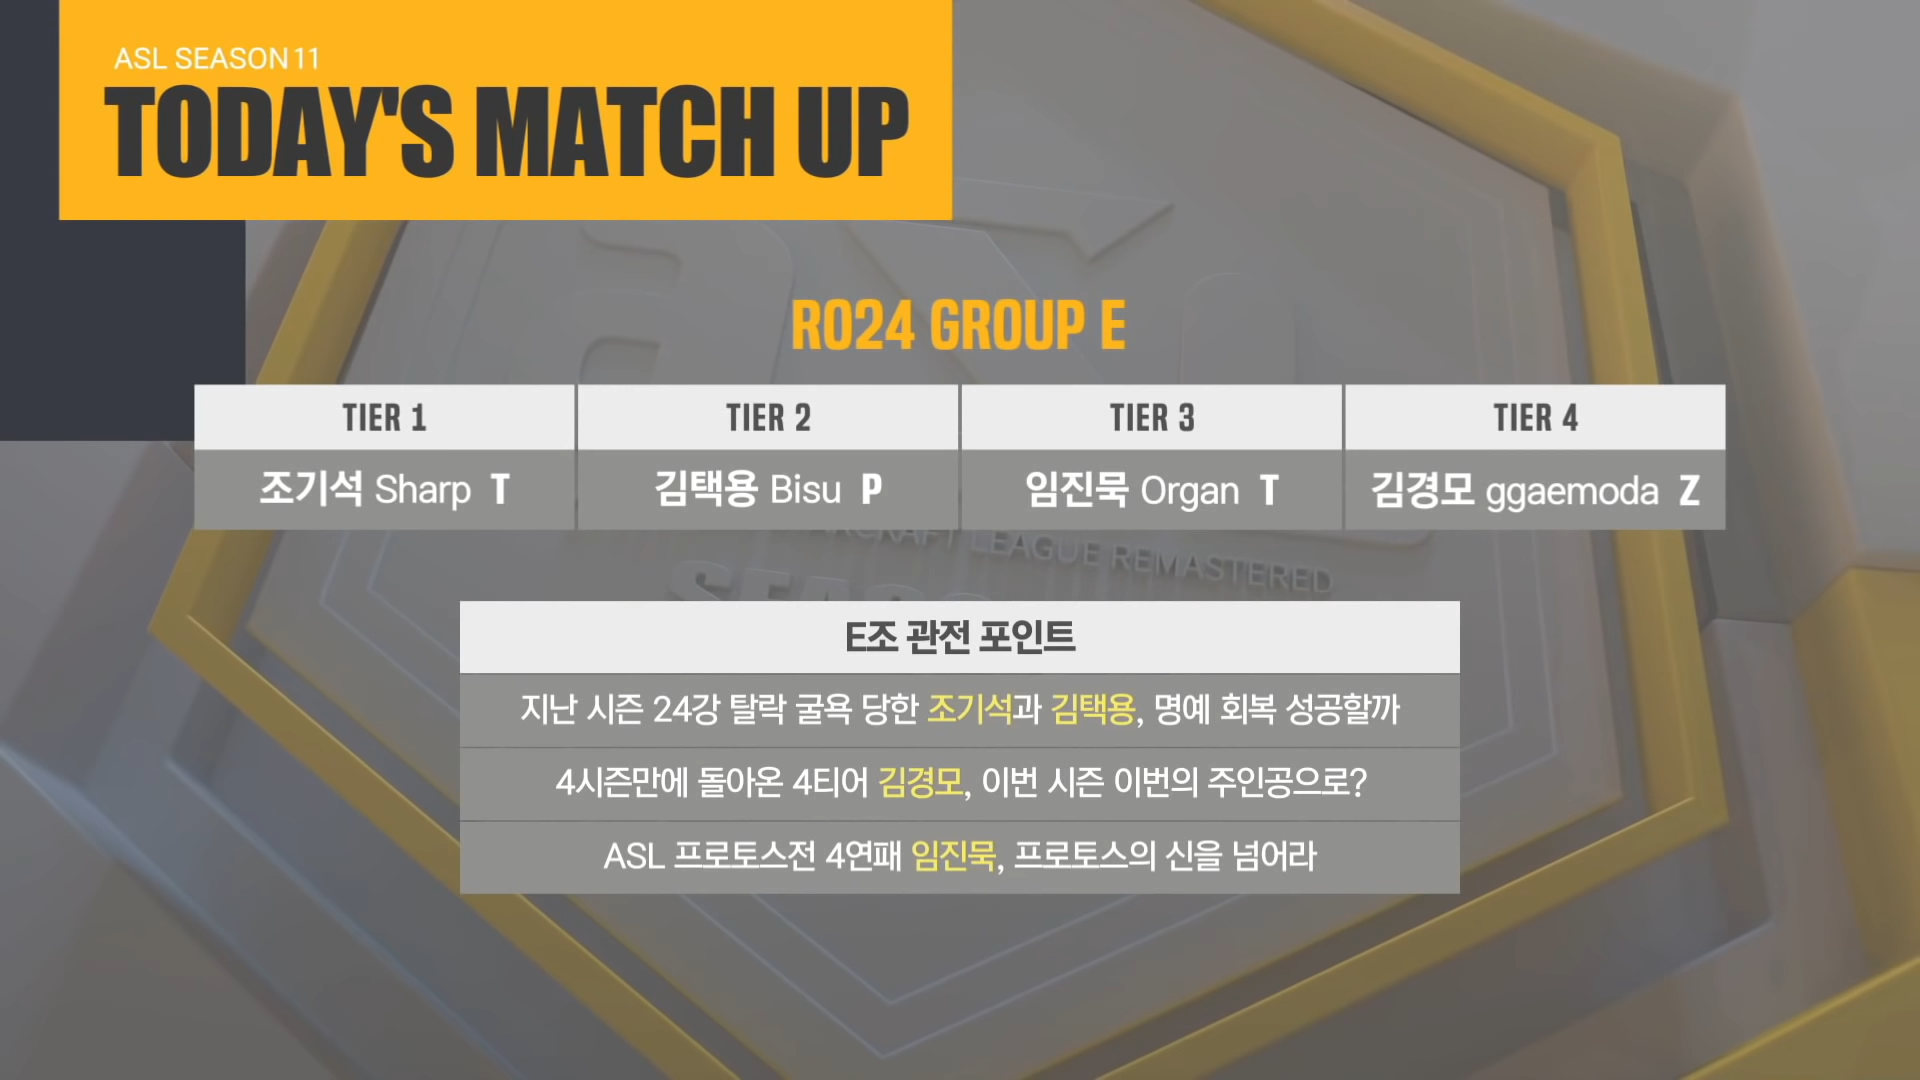 ASL SEASON 11
TODAY'S MATCH UP
RO24 GROUP E
TIER 1 TIER 2 TIER 3 TIER 4
조기석 Sharp T 김택용 Bisu P 임진묵 Organ T 김경모 ggaemoda Z
ARCRAFT LEAGUE REMASTERED
E조 관전 포인트
지난 시즌 24강 탈락 굴욕 당한 조기석과 김택용, 명예 회복 성공할까
4시즌만에 돌아온 4티어 김경모, 이번 시즌 이번의 주인공으로?
ASL 프로토스전 4연패 임진묵, 프로토스의 신을 넘어라